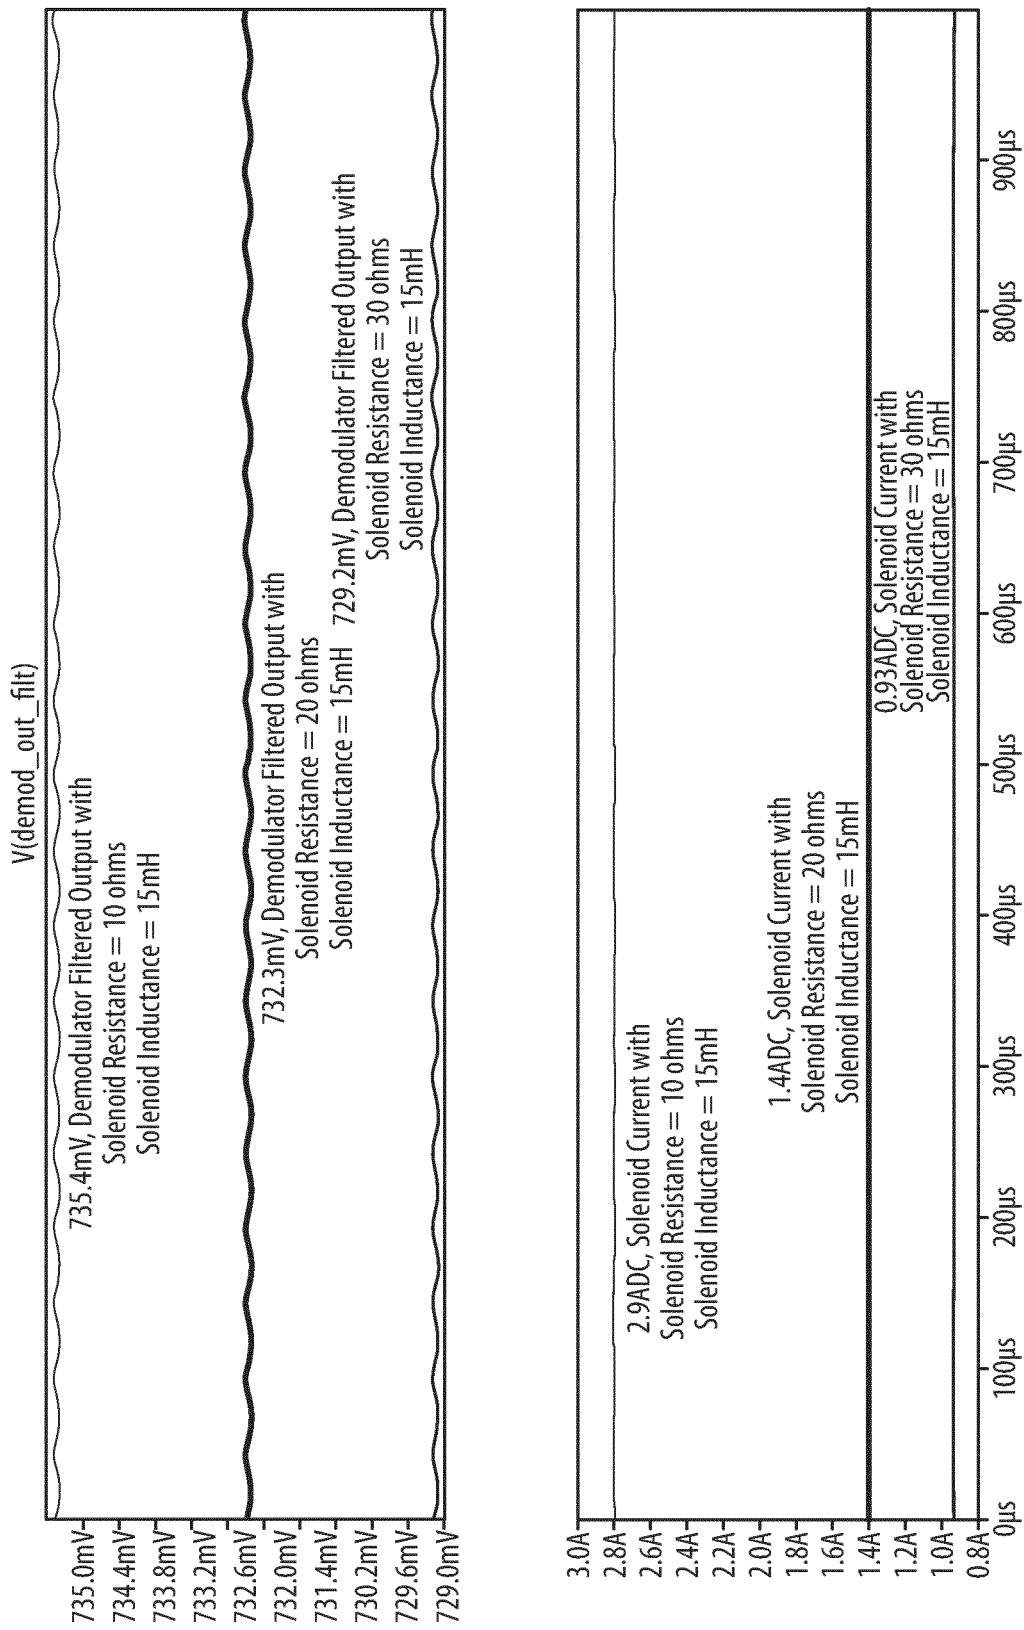 V(demod_out_filt)
735.0mV
734.4mV
733.8mV
733.2mV
732.6mV
732.0mV
731.4mV
730.2mV
729.6mV
729.0mV
735.4mV, Demodulator Filtered Output with
Solenoid Resistance = 10 ohms
Solenoid Inductance = 15mH
732.3mV, Demodulator Filtered Output with
Solenoid Resistance = 20 ohms
Solenoid Inductance = 15mH
729.2mV, Demodulator Filtered Output with
Solenoid Resistance = 30 ohms
Solenoid Inductance = 15mH
3.0A
2.8A
2.6A
2.4A
2.2A
2.0A
1.8A
1.6A
1.4A
1.2A
1.0A
0.8A
2.9ADC, Solenoid Current with
Solenoid Resistance = 10 ohms
Solenoid Inductance = 15mH
1.4ADC, Solenoid Current with
Solenoid Resistance = 20 ohms
Solenoid Inductance = 15mH
0.93ADC, Solenoid Current with
Solenoid Resistance = 30 ohms
Solenoid Inductance = 15mH
0µs 100µs 200µs 300µs 400µs 500µs 600µs 700µs 800µs 900µs